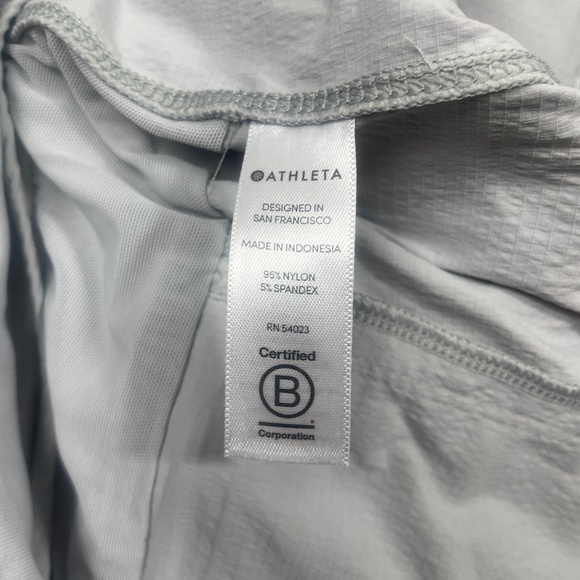 ATHLETA
DESIGNED IN
SAN FRANCISCO
MADE IN INDONESIA
95% NYLON
5% SPANDEX
RN 54023
Certified
B
Corporation